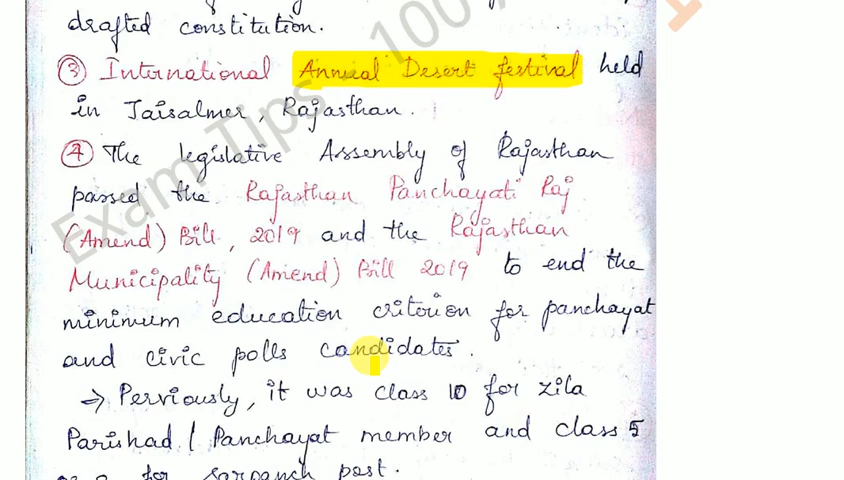 drafted constitution.
③ International Annual Desert festival held
in Jaisalmer, Rajasthan.
④ The legislative Assembly of Rajasthan
passed the Rajasthan Panchayati Raj
(Amend) Bill, 2019 and the Rajasthan
Municipality (Amend) Bill 2019 to end the
minimum education criterion for panchayat
and civic polls candidates.
→ Perviously, it was class 10 for zila
Parishad / Panchayat member and class 5
for sarpanch post.
Exam Tips 100